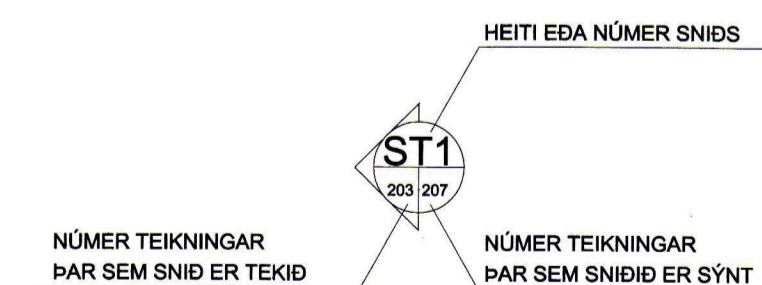 HEITI EÐA NÚMER SNIÐS
ST1
203 207
NÚMER TEIKNINGAR
ÞAR SEM SNIÐ ER TEKIÐ
NÚMER TEIKNINGAR
ÞAR SEM SNIÐIÐ ER SÝNT